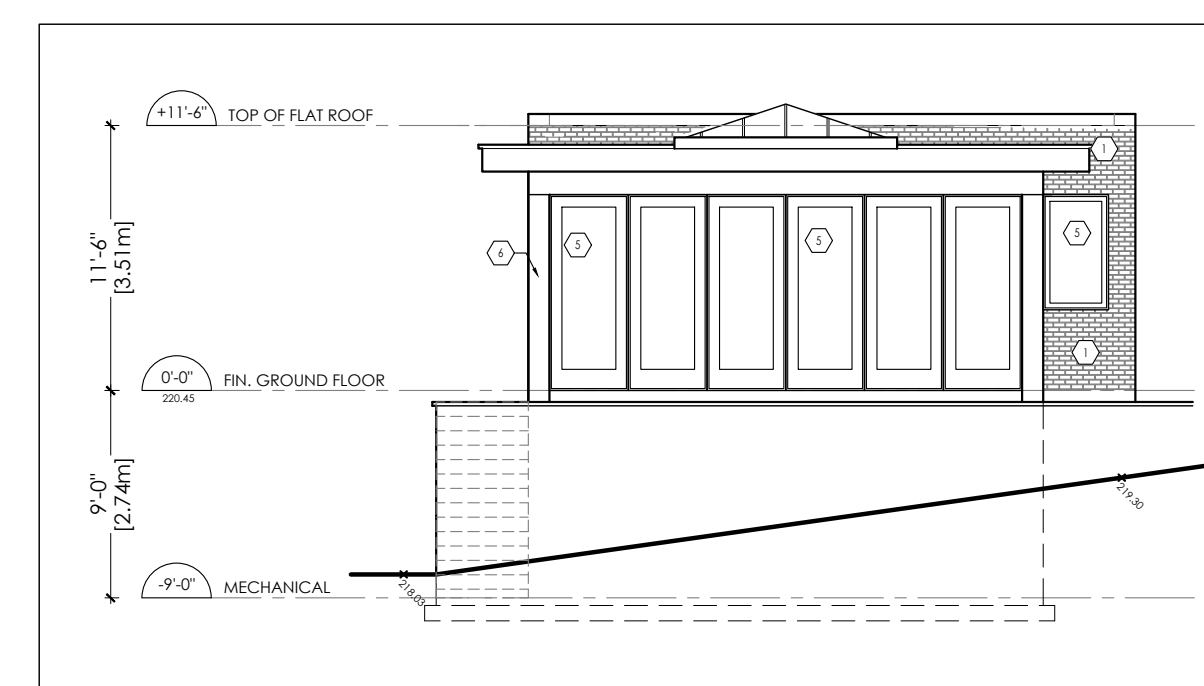 +11'-6" TOP OF FLAT ROOF
1
11'-6"
[3.51m]
6
5
5
5
1
0'-0" FIN. GROUND FLOOR
220.45
9'-0"
[2.74m]
219.30
-9'-0" MECHANICAL
218.03